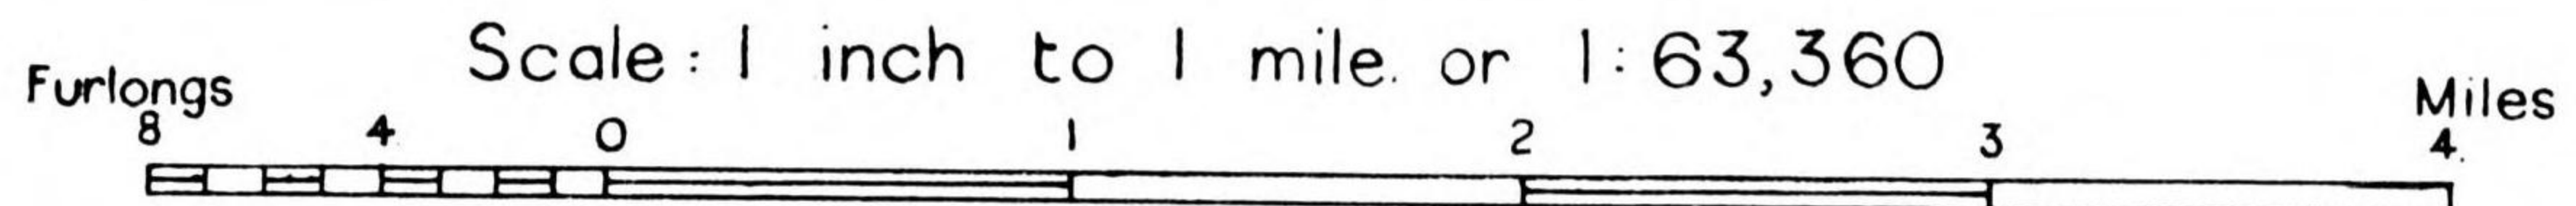 Scale: 1 inch to 1 mile. or 1:63,360
Furlongs Miles
8 4 0 1 2 3 4